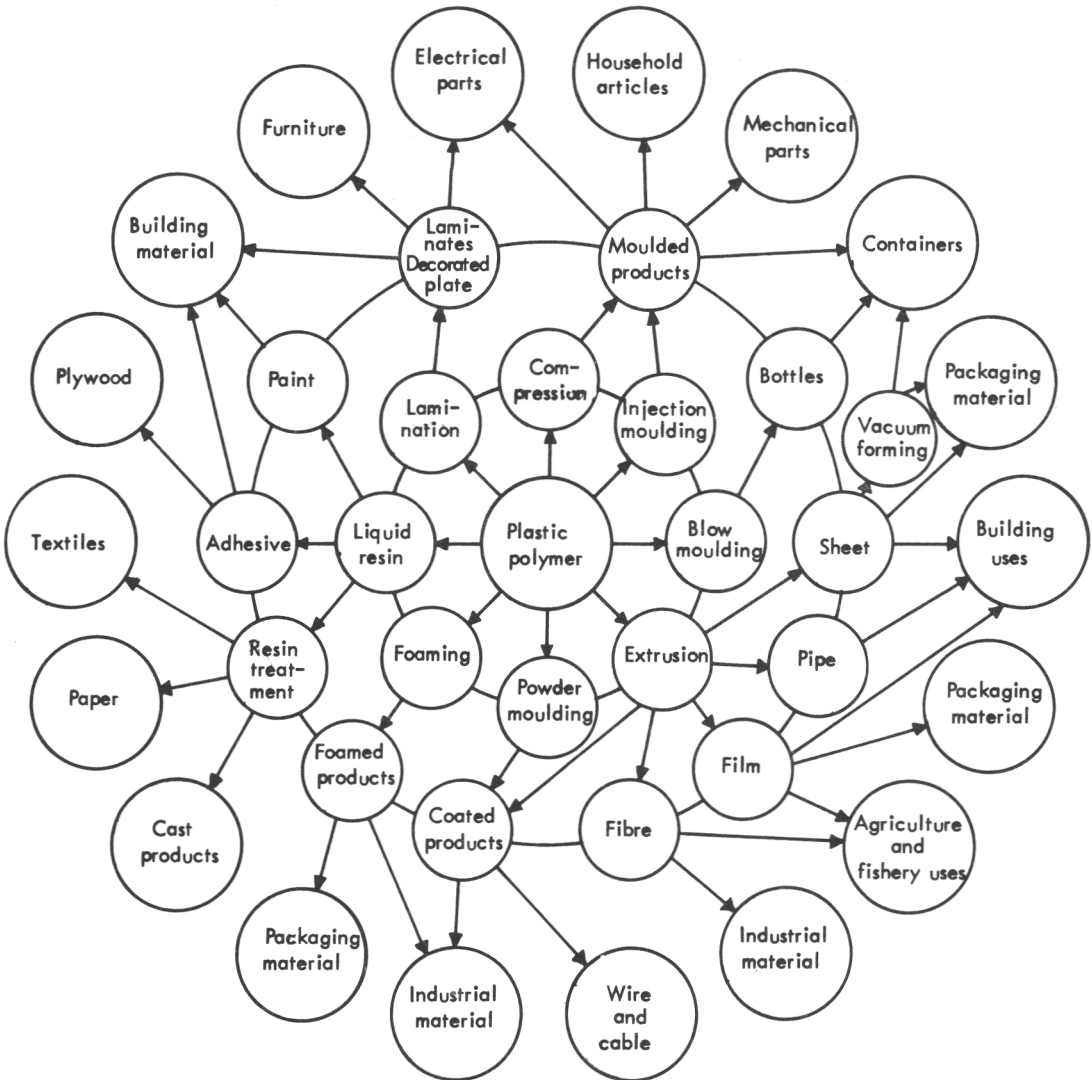 Electrical
parts
Household
articles
Furniture
Mechanical
parts
Building
material
Lami-
nates
Decorated
plate
Moulded
products
Containers
Plywood
Paint
Com-
pression
Bottles
Packaging
material
Lami-
nation
Injection
moulding
Vacuum
forming
Textiles
Adhesive
Liquid
resin
Plastic
polymer
Blow
moulding
Sheet
Building
uses
Paper
Resin
treat-
ment
Foaming
Powder
moulding
Extrusion
Pipe
Packaging
material
Foamed
products
Film
Cast
products
Coated
products
Fibre
Agriculture
and
fishery uses
Packaging
material
Industrial
material
Wire
and
cable
Industrial
material